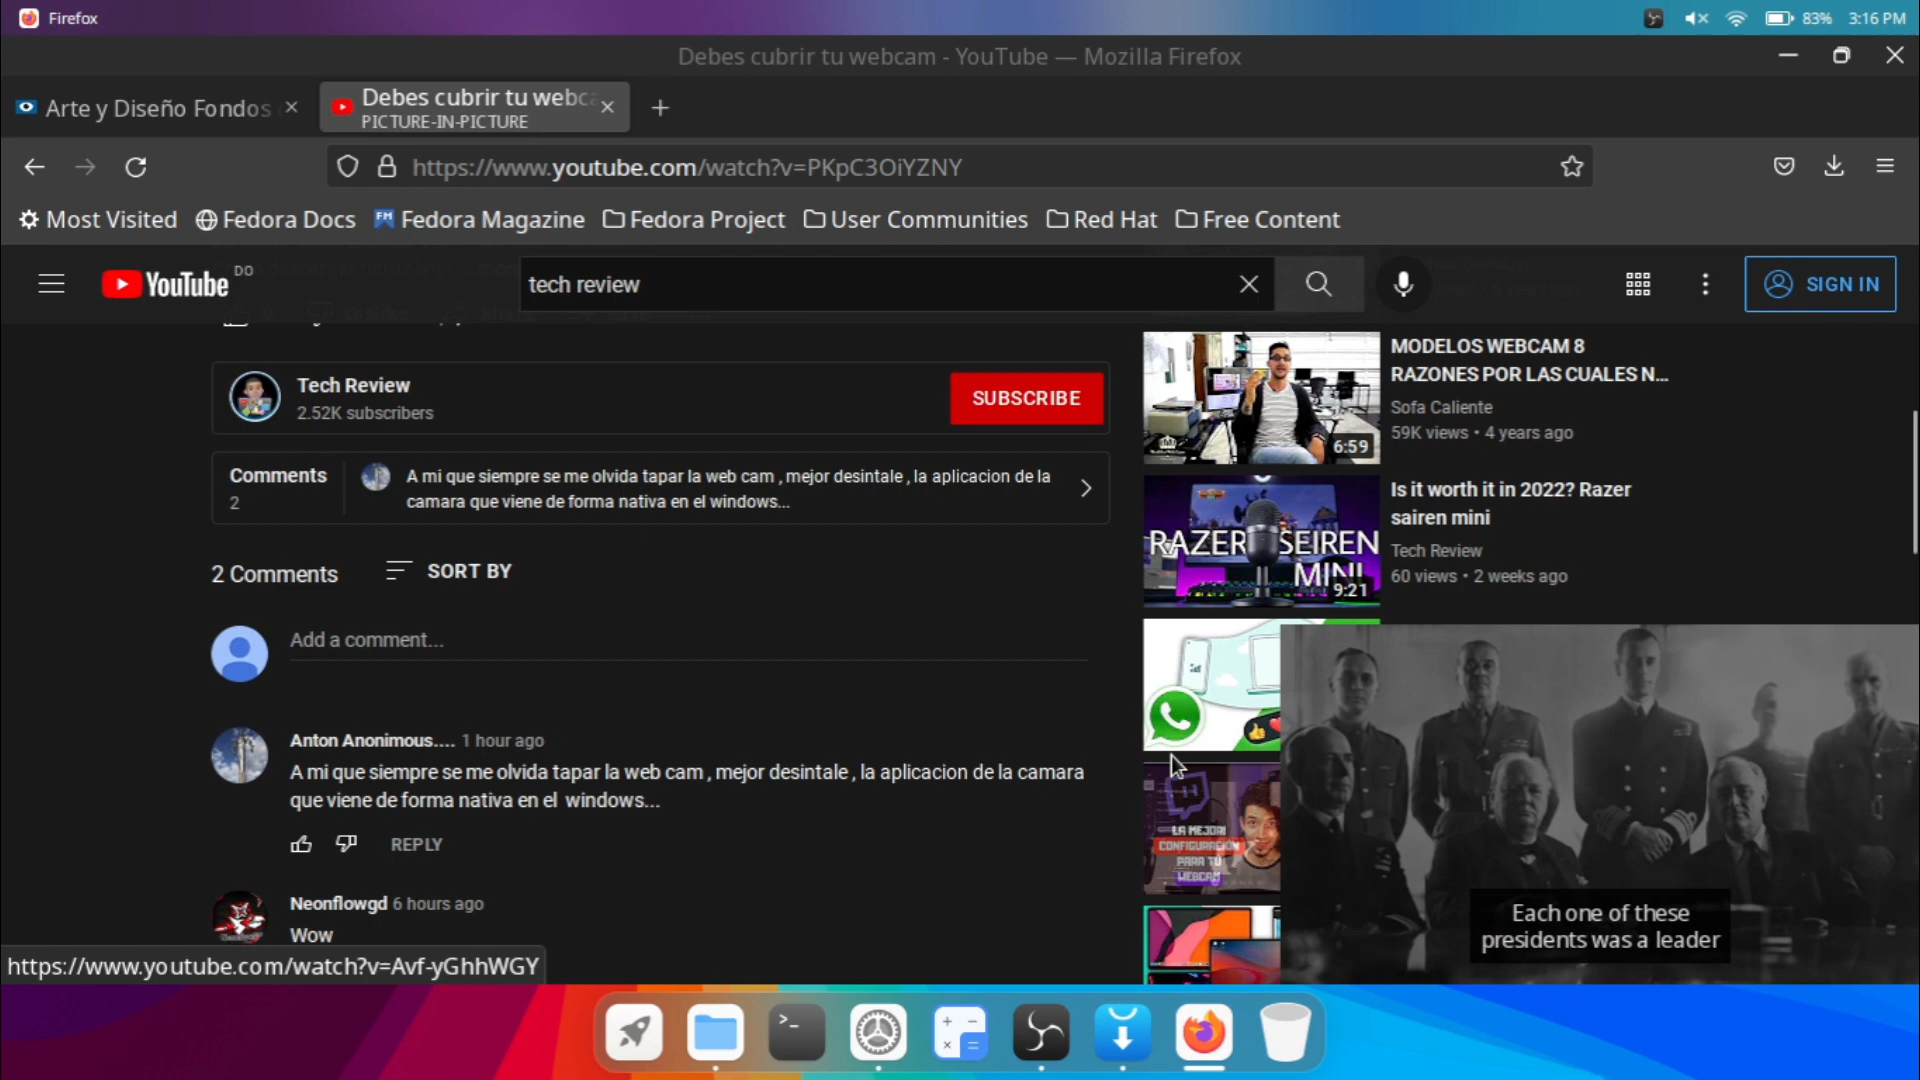 Firefox
83% 3:16 PM
Debes cubrir tu webcam - YouTube — Mozilla Firefox
Arte y Diseño Fondos
Debes cubrir tu webca
PICTURE-IN-PICTURE
https://www.youtube.com/watch?v=PKpC3OiYZNY
Most Visited Fedora Docs FM Fedora Magazine Fedora Project User Communities Red Hat Free Content
YouTube DO
tech review
SIGN IN
Tech Review
2.52K subscribers
SUBSCRIBE
Comments
2
A mi que siempre se me olvida tapar la web cam , mejor desintale , la aplicacion de la
camara que viene de forma nativa en el windows...
2 Comments
SORT BY
Add a comment...
Anton Anonimous.... 1 hour ago
A mi que siempre se me olvida tapar la web cam , mejor desintale , la aplicacion de la camara
que viene de forma nativa en el windows...
REPLY
Neonflowgd 6 hours ago
Wow
https://www.youtube.com/watch?v=Avf-yGhhWGY
6:59
MODELOS WEBCAM 8
RAZONES POR LAS CUALES N...
Sofa Caliente
59K views • 4 years ago
RAZER SEIREN
MINI
9:21
Is it worth it in 2022? Razer
sairen mini
Tech Review
60 views • 2 weeks ago
LA MEJOR
CONFIGURACIÓN
PARA TU
WEBCAM
Each one of these
presidents was a leader